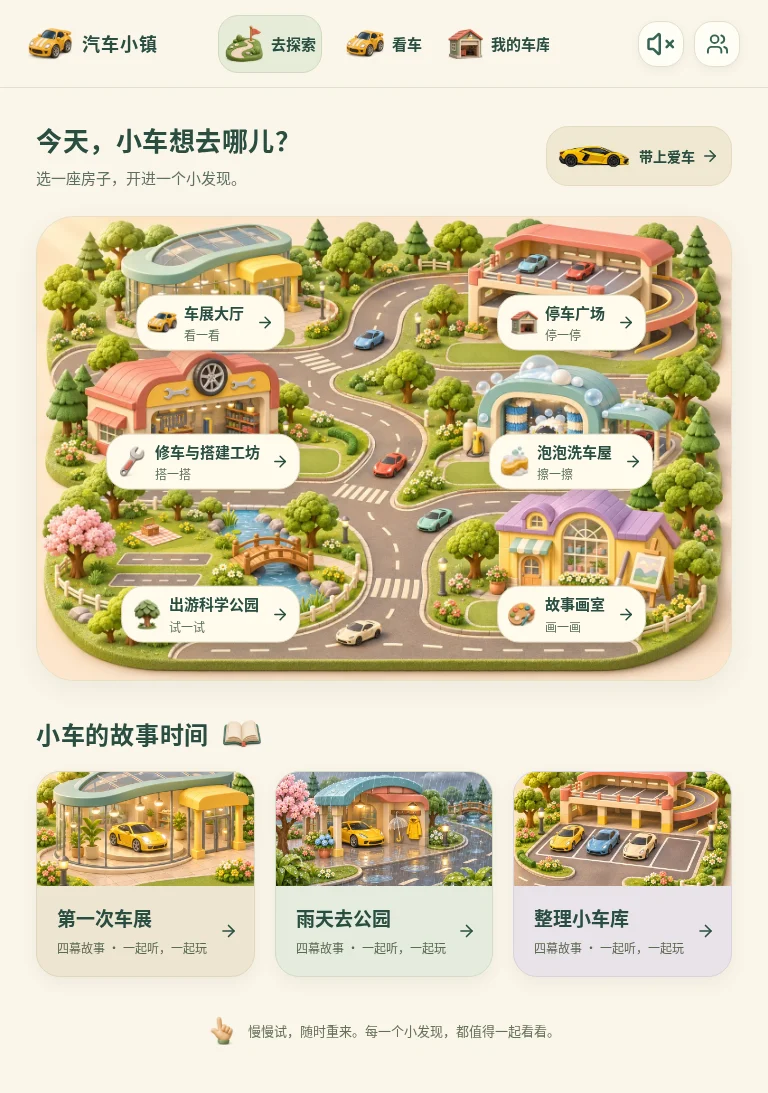 汽车小镇
去探索
看车
我的车库
今天，小车想去哪儿？
选一座房子，开进一个小发现。
带上爱车
车展大厅
看一看
停车广场
停一停
修车与搭建工坊
搭一搭
泡泡洗车屋
擦一擦
出游科学公园
试一试
故事画室
画一画
小车的故事时间
第一次车展
四幕故事 · 一起听，一起玩
雨天去公园
四幕故事 · 一起听，一起玩
整理小车库
四幕故事 · 一起听，一起玩
慢慢试，随时重来。每一个小发现，都值得一起看看。